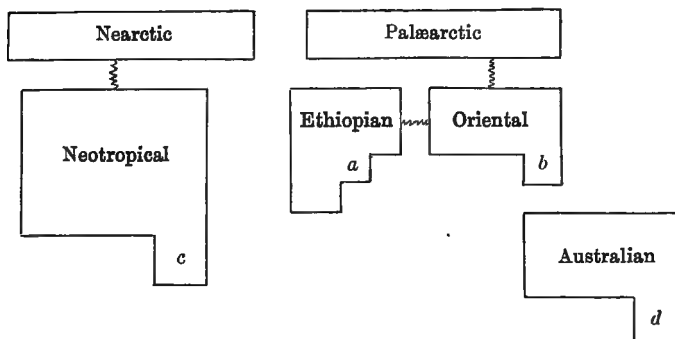 Nearctic
Palæarctic
Neotropical
Ethiopian
Oriental
a
b
c
Australian
d